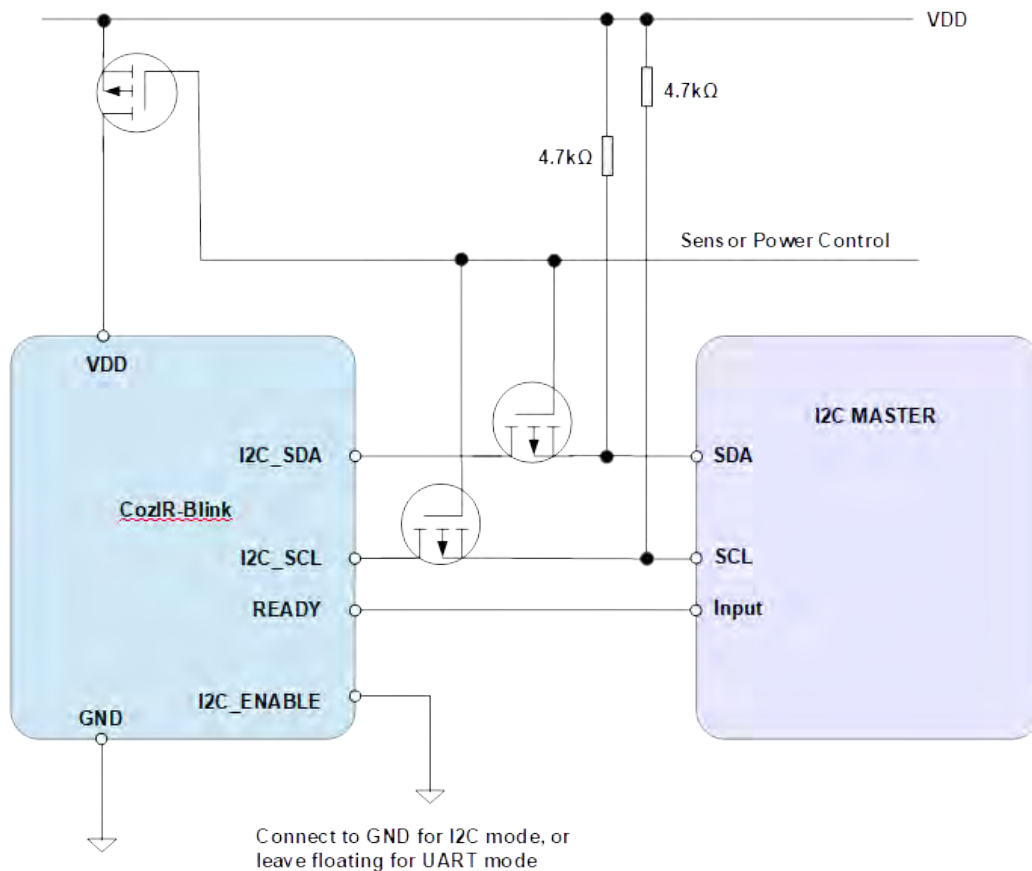 VDD
4.7kΩ
4.7kΩ
Sensor Power Control
VDD
I2C MASTER
I2C_SDA
SDA
CozIR-Blink
I2C_SCL
SCL
READY
Input
I2C_ENABLE
GND
Connect to GND for I2C mode, or
leave floating for UART mode